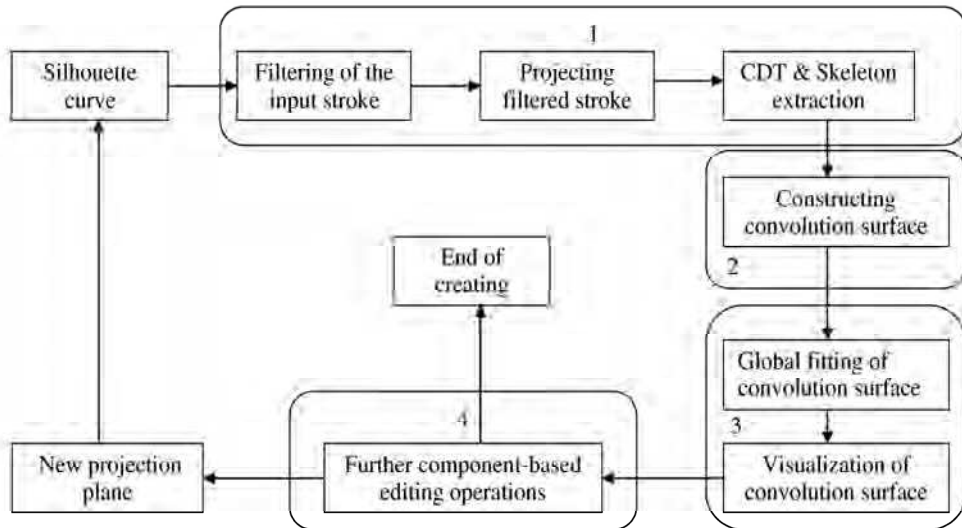 1
Silhouette
curve
Filtering of the
input stroke
Projecting
filtered stroke
CDT & Skeleton
extraction
Constructing
convolution surface
2
End of
creating
Global fitting of
convolution surface
3
4
New projection
plane
Further component-based
editing operations
Visualization of
convolution surface